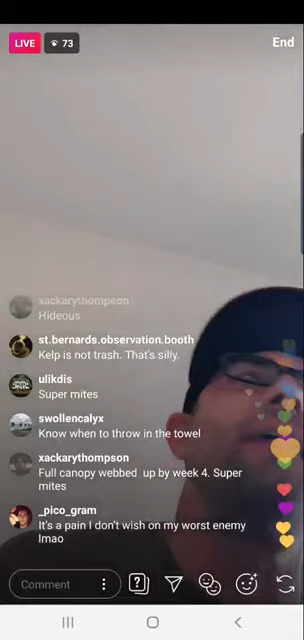 LIVE
73
End
xackarythompson
Hideous
st.bernards.observation.booth
Kelp is not trash. That's silly.
ulikdis
Super mites
swollencalyx
Know when to throw in the towel
xackarythompson
Full canopy webbed up by week 4. Super
mites
_pico_gram
It's a pain I don't wish on my worst enemy
lmao
Comment